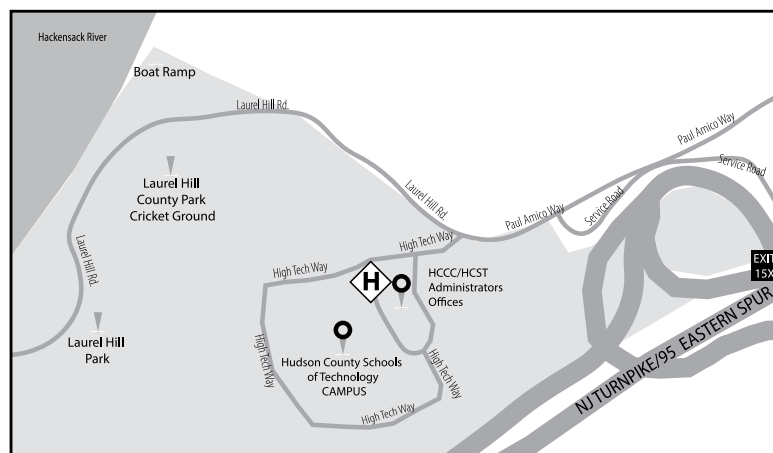 Hackensack River
Boat Ramp
Laurel Hill Rd.
Paul Amico Way
Service Road
Laurel Hill
County Park
Cricket Ground
Laurel Hill Rd.
Paul Amico Way
Service Road
High Tech Way
Laurel Hill Rd.
EXIT
15X
High Tech Way
H
HCCC/HCST
Administrators
Offices
NJ TURNPIKE/95 EASTERN SPUR
Laurel Hill
Park
Hudson County Schools
of Technology
CAMPUS
High Tech Way
High Tech Way
High Tech Way